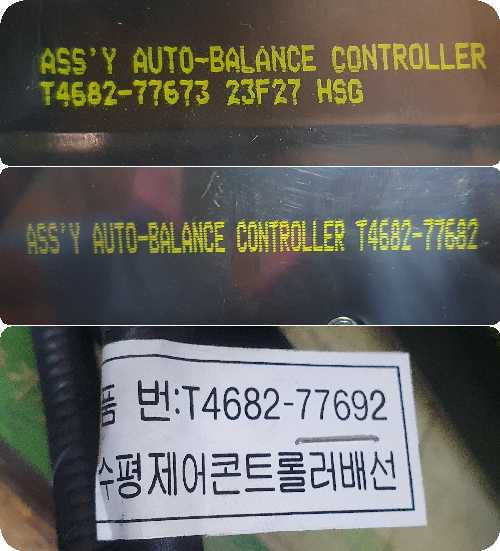 ASS'Y AUTO-BALANCE CONTROLLER
T4682-77673 23F27 HSG
ASS'Y AUTO-BALANCE CONTROLLER T4682-77682
품 번:T4682-77692
수평제어콘트롤러배선